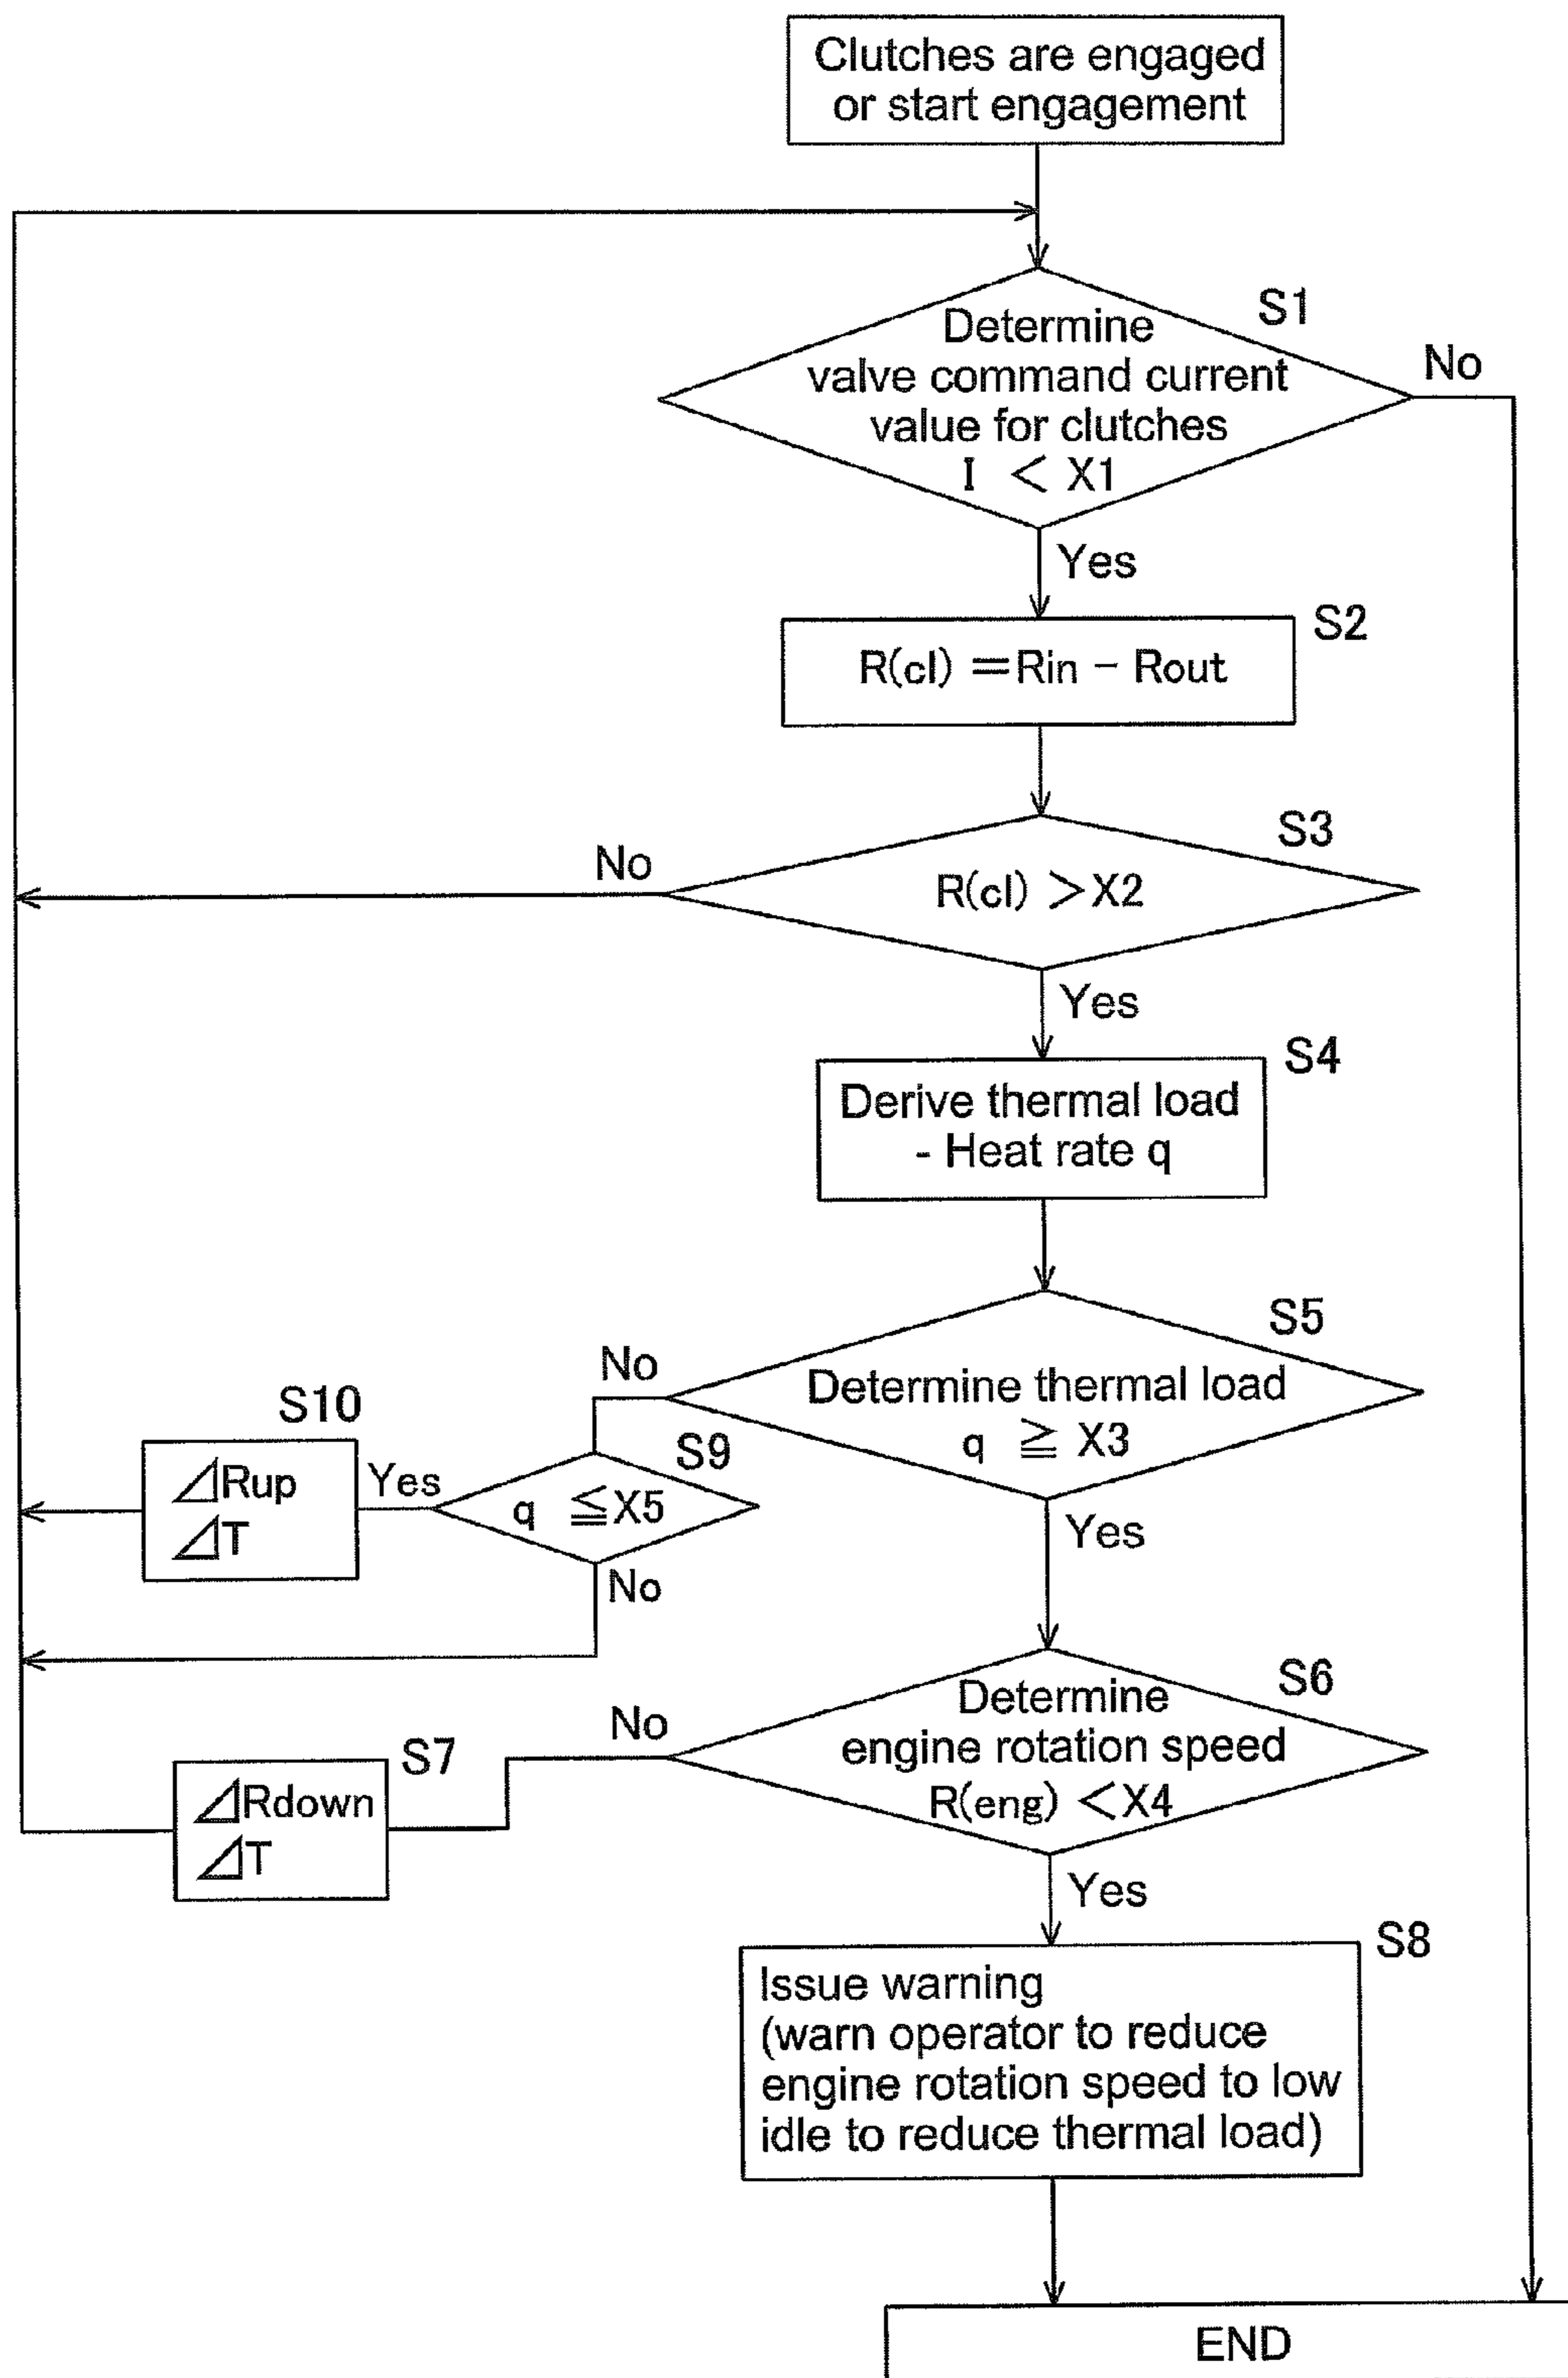 Clutches are engaged
or start engagement
S1
Determine
valve command current
value for clutches
I < X1
No
Yes
S2
R(cl) =Rin - Rout
S3
No
R(cl) >X2
Yes
S4
Derive thermal load
- Heat rate q
S5
No
Determine thermal load
q ≧ X3
S10
S9
⊿Rup
⊿T
Yes
q ≦X5
Yes
No
S6
No
Determine
engine rotation speed
R(eng) <X4
S7
⊿Rdown
⊿T
Yes
S8
Issue warning
(warn operator to reduce
engine rotation speed to low
idle to reduce thermal load)
END